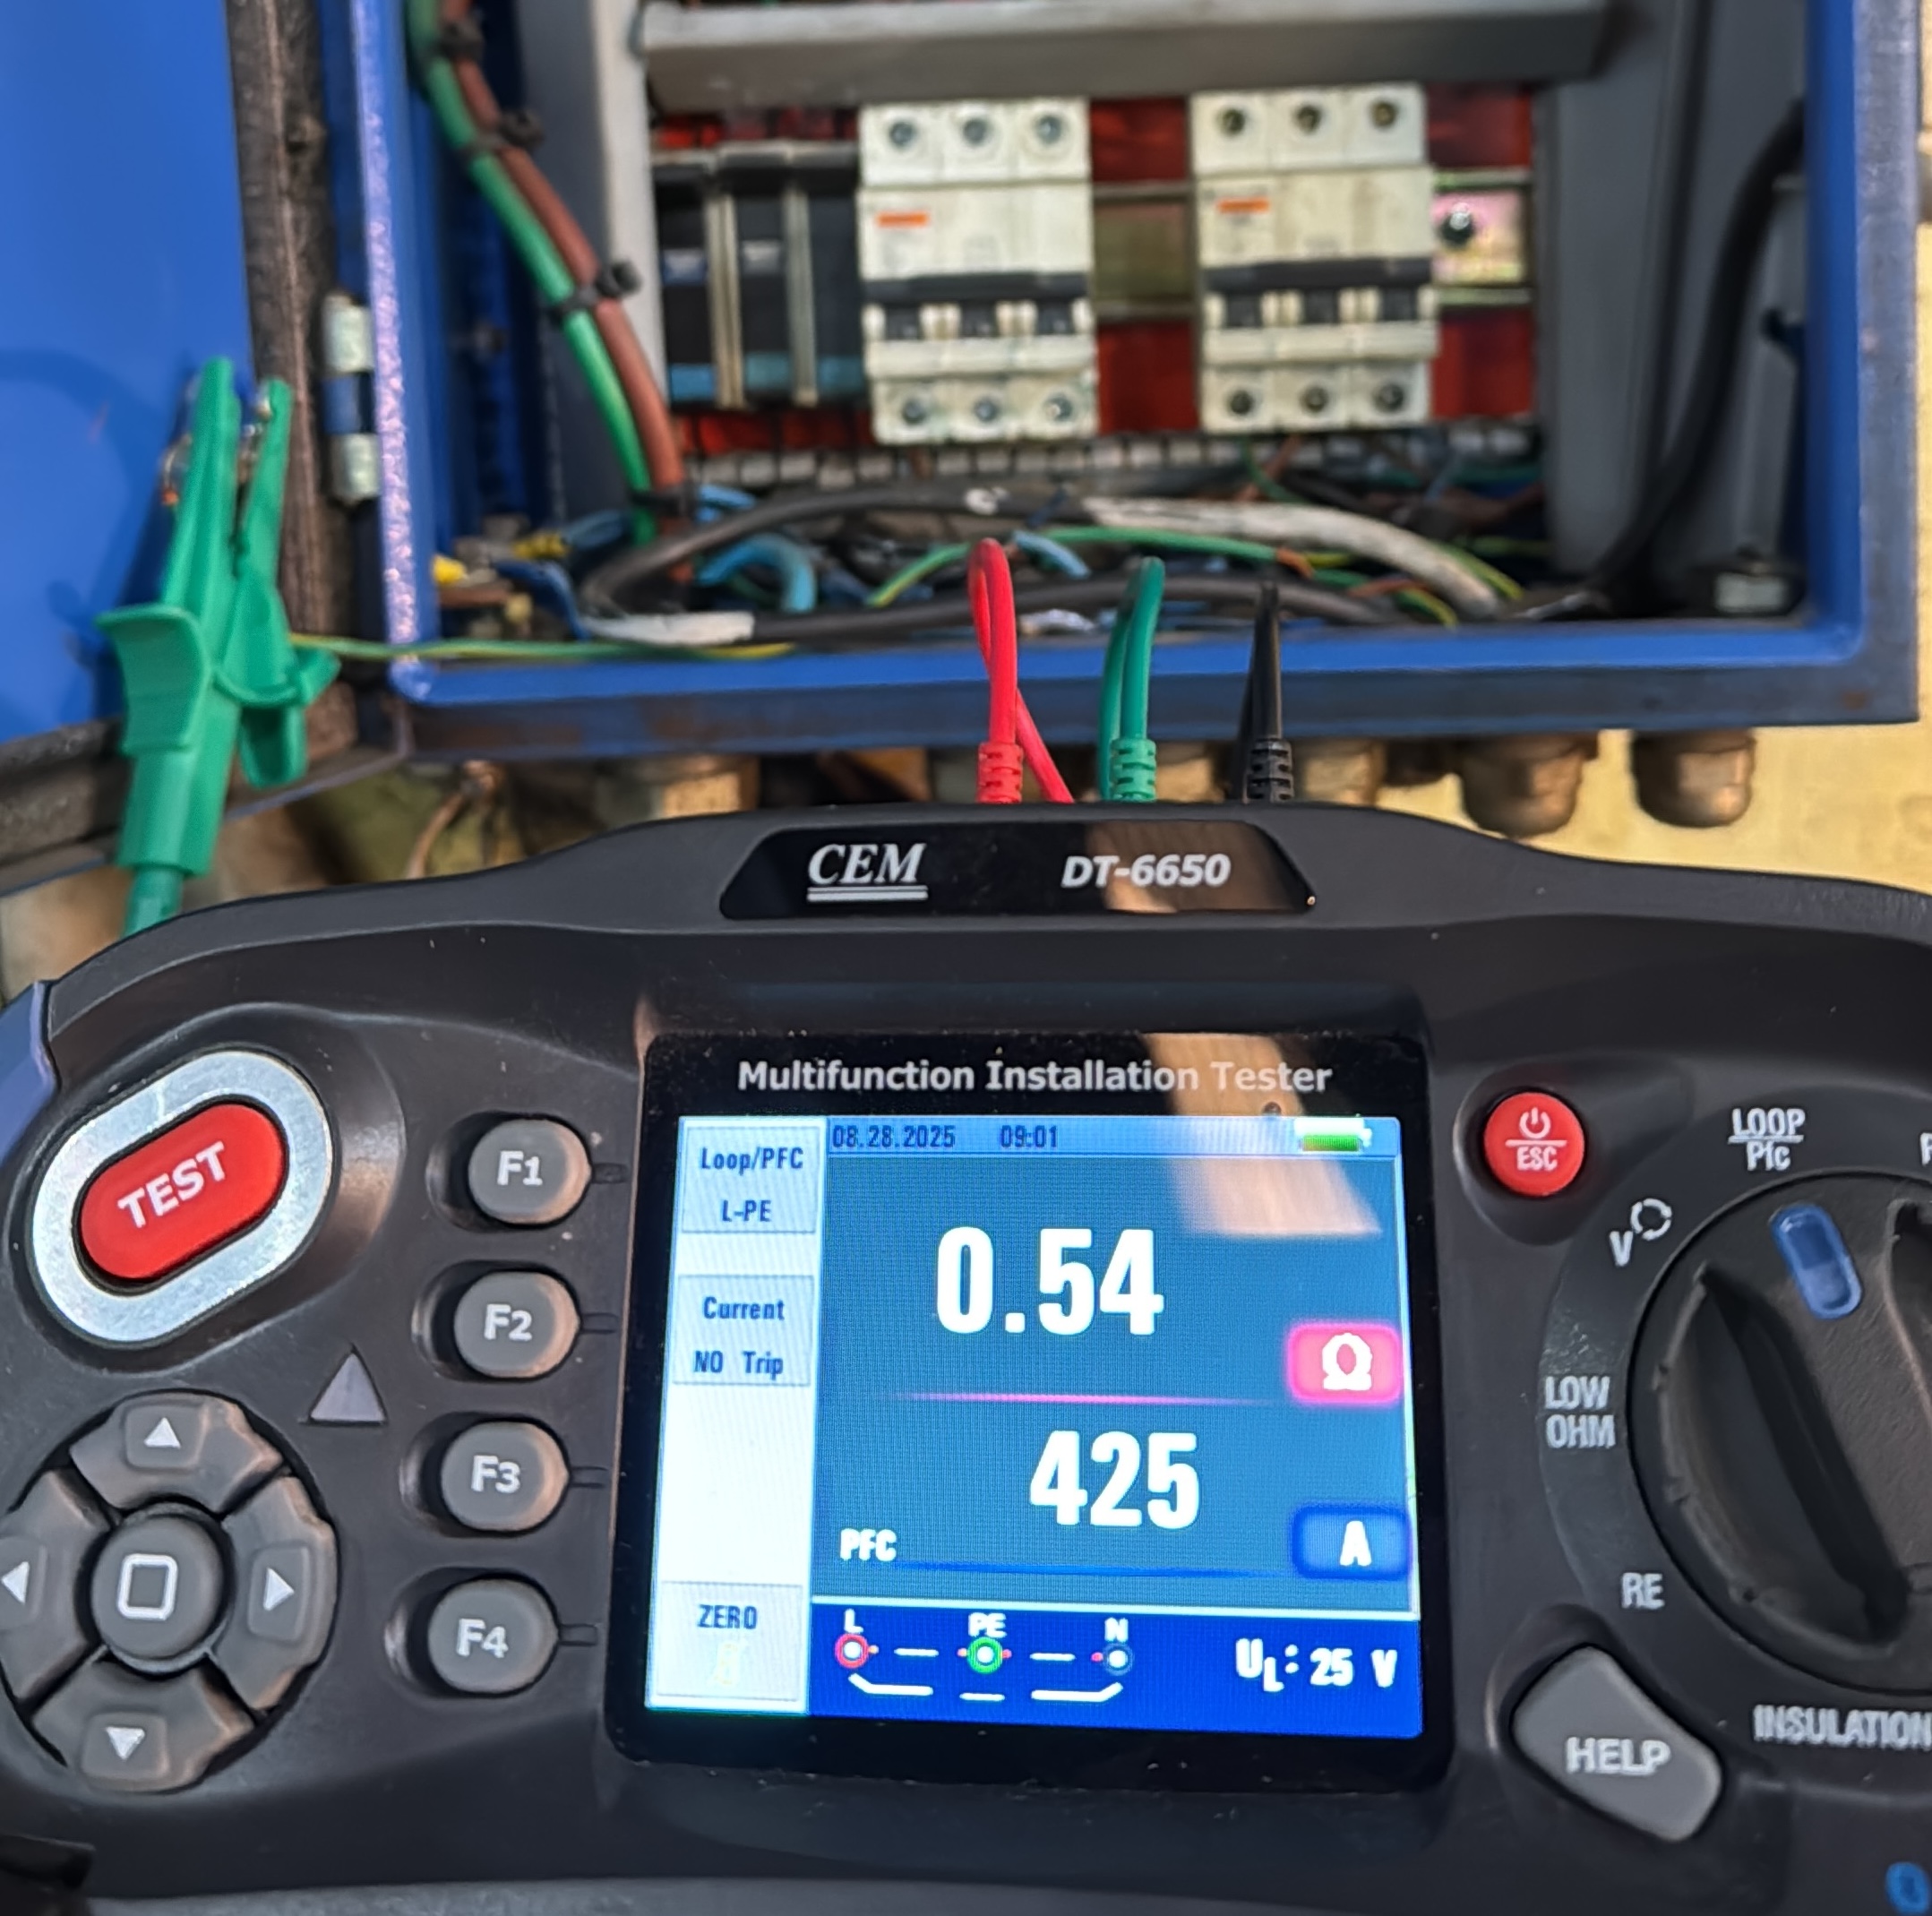 CEM DT-6650
Multifunction Installation Tester
TEST
F1
F2
F3
F4
Loop/PFC
L-PE
Current
NO Trip
ZERO
08.28.2025 09:01
0.54
Ω
425
PFC
A
L PE N
UL: 25 V
ESC
LOOP
Pfc
V
LOW
OHM
RE
INSULATION
HELP